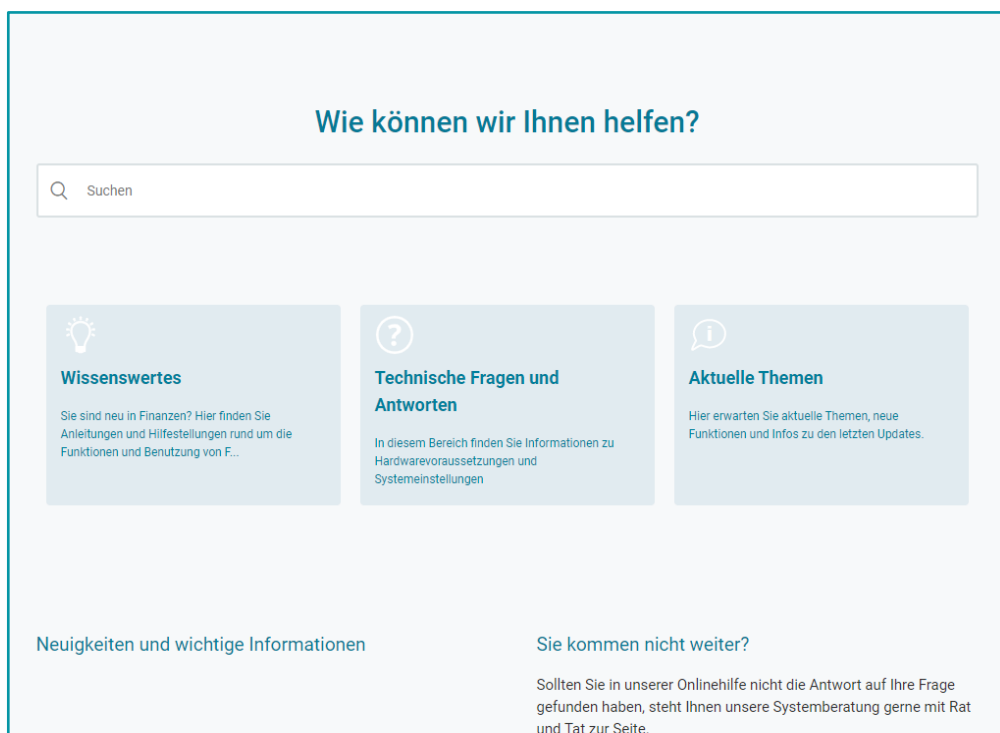 Wie können wir Ihnen helfen?
Suchen
Wissenswertes
Sie sind neu in Finanzen? Hier finden Sie
Anleitungen und Hilfestellungen rund um die
Funktionen und Benutzung von F...
Technische Fragen und
Antworten
In diesem Bereich finden Sie Informationen zu
Hardwarevoraussetzungen und
Systemeinstellungen
Aktuelle Themen
Hier erwarten Sie aktuelle Themen, neue
Funktionen und Infos zu den letzten Updates.
Neuigkeiten und wichtige Informationen
Sie kommen nicht weiter?
Sollten Sie in unserer Onlinehilfe nicht die Antwort auf Ihre Frage
gefunden haben, steht Ihnen unsere Systemberatung gerne mit Rat
und Tat zur Seite.